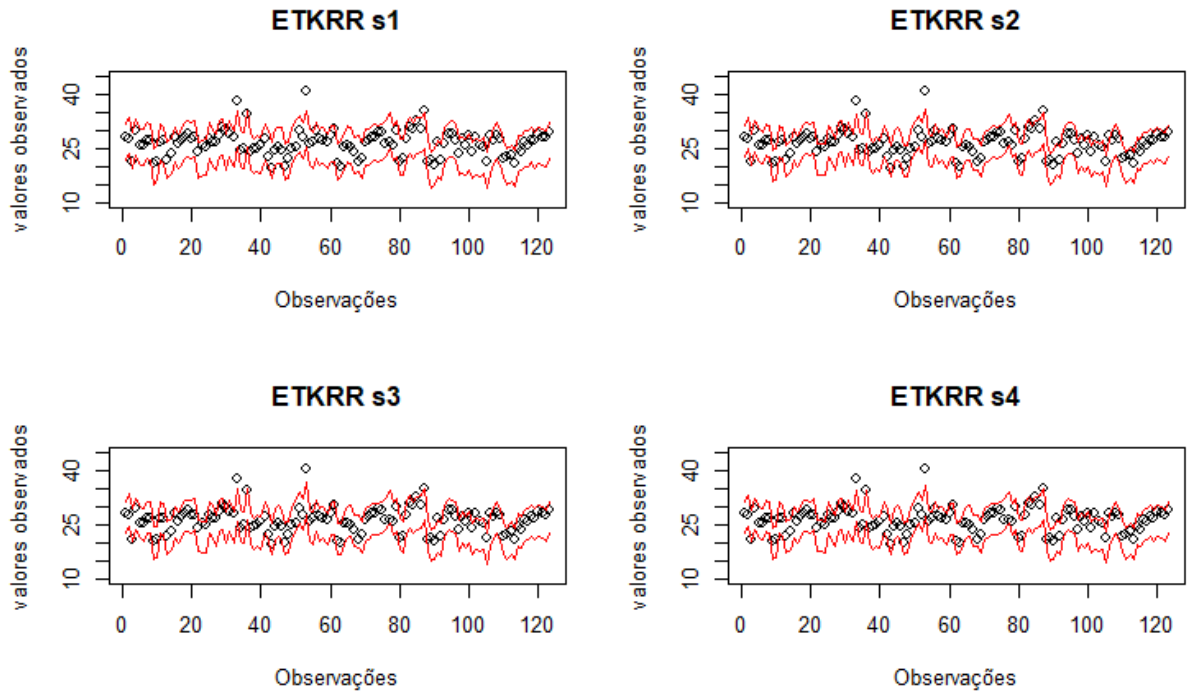 ETKRR s1
ETKRR s2
valores observados
40
25
10
0 20 40 60 80 100 120
Observações
valores observados
40
25
10
0 20 40 60 80 100 120
Observações
ETKRR s3
ETKRR s4
valores observados
40
25
10
0 20 40 60 80 100 120
Observações
valores observados
40
25
10
0 20 40 60 80 100 120
Observações